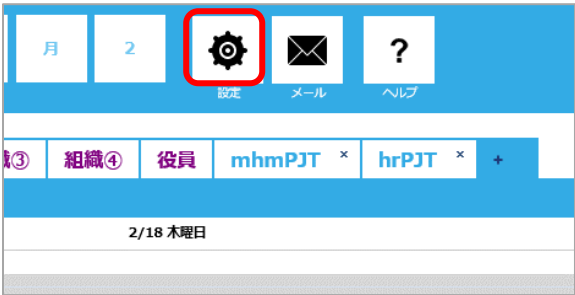 月 2 ?
設定 メール ヘルプ
織③ 組織④ 役員 mhmPJT × hrPJT × +
2/18 木曜日